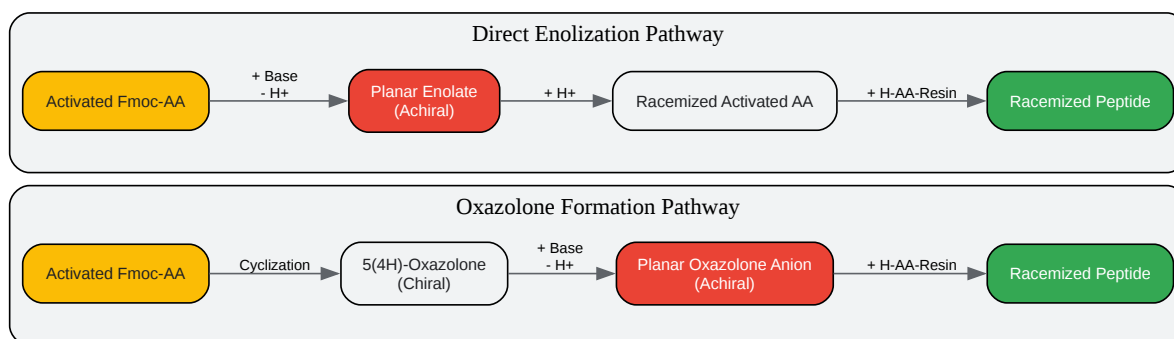 Direct Enolization Pathway
Activated Fmoc-AA
+ Base
- H+
Planar Enolate
(Achiral)
+ H+
Racemized Activated AA
+ H-AA-Resin
Racemized Peptide
Oxazolone Formation Pathway
Activated Fmoc-AA
Cyclization
5(4H)-Oxazolone
(Chiral)
+ Base
- H+
Planar Oxazolone Anion
(Achiral)
+ H-AA-Resin
Racemized Peptide